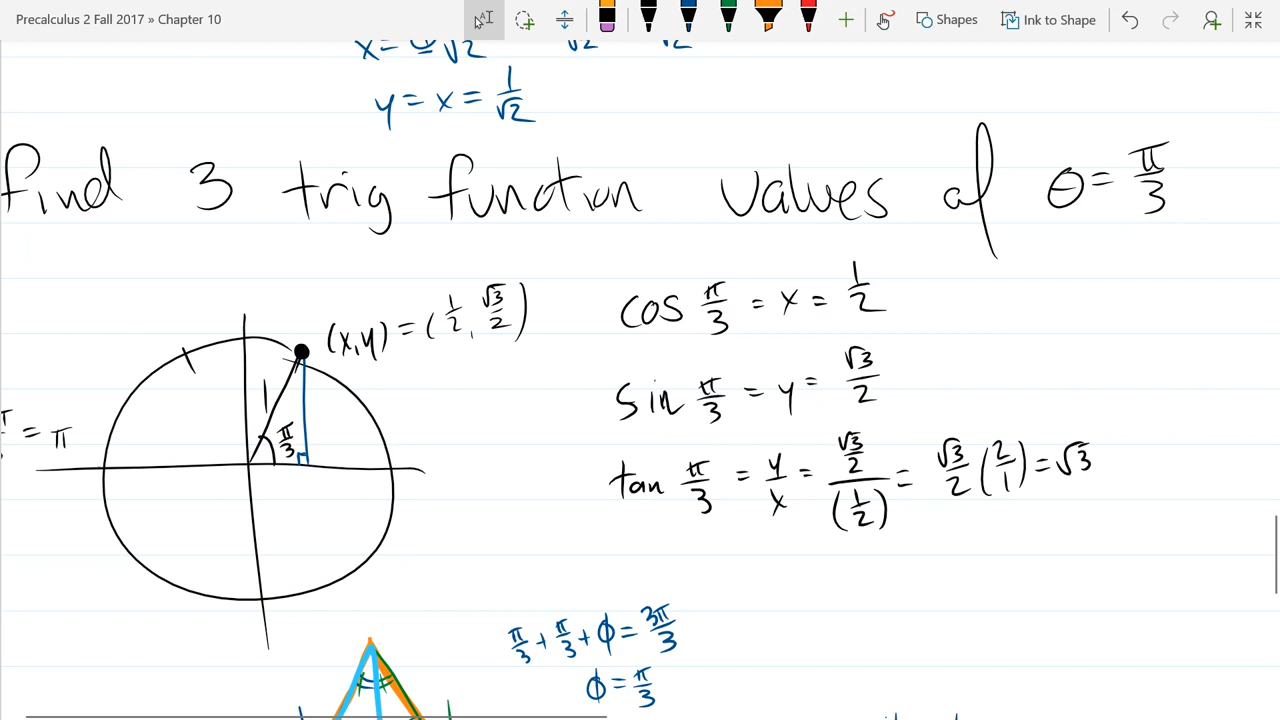 Precalculus 2 Fall 2017 » Chapter 10
Shapes
Ink to Shape
y = x = 1/√2
find 3 trig function values of θ = π/3
(x,y) = (1/2, √3/2)
1
π/3
= π
cos π/3 = x = 1/2
sin π/3 = y = √3/2
tan π/3 = y/x = (√3/2)/(1/2) = √3/2 (2/1) = √3
π/3 + π/3 + φ = 3π/3
φ = π/3